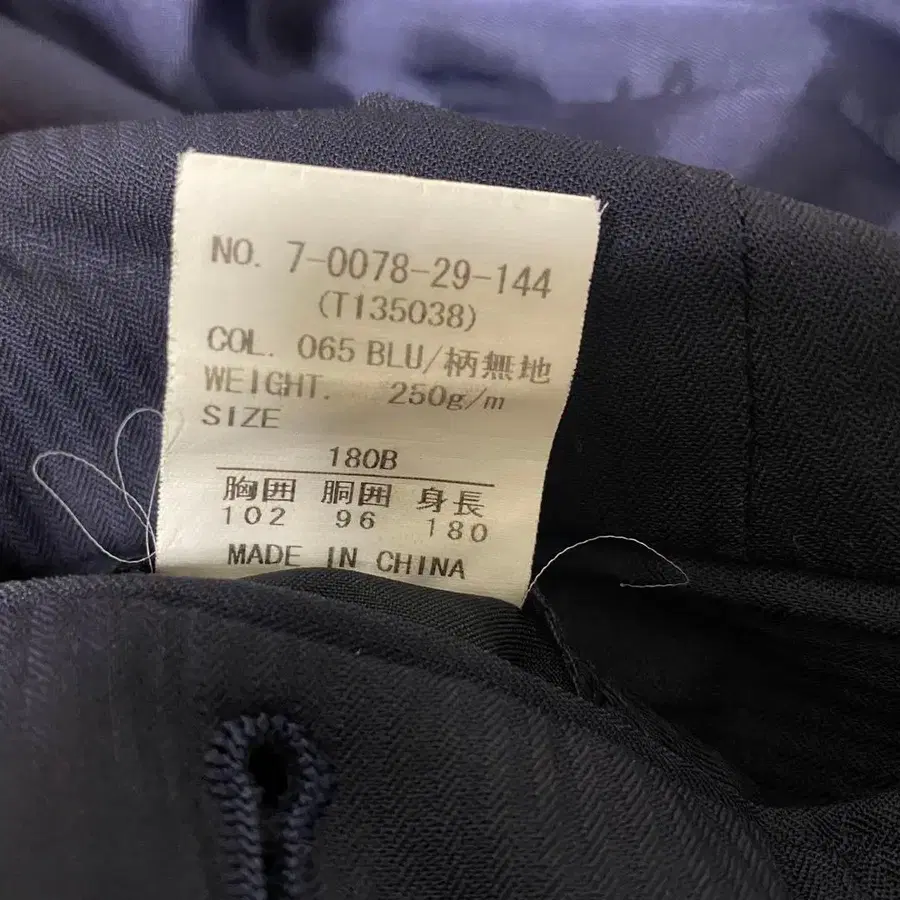 NO. 7-0078-29-144
(T135038)
COL. 065 BLU/柄無地
WEIGHT. 250g/m
SIZE
180B
胸囲 胴囲 身長
102 96 180
MADE IN CHINA